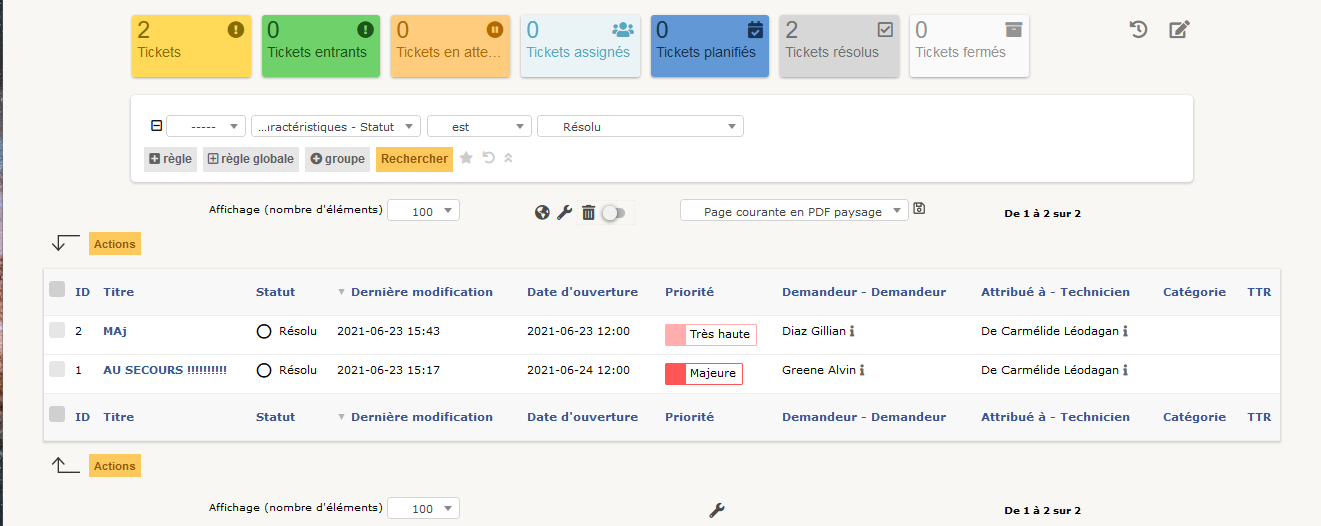 2 0 0 0 0 2 0
Tickets Tickets entrants Tickets en atte... Tickets assignés Tickets planifiés Tickets résolus Tickets fermés
----- ...ractéristiques - Statut est Résolu
règle règle globale groupe Rechercher
Affichage (nombre d'éléments) 100 Page courante en PDF paysage De 1 à 2 sur 2
Actions
ID Titre Statut Dernière modification Date d'ouverture Priorité Demandeur - Demandeur Attribué à - Technicien Catégorie TTR
2 MAj Résolu 2021-06-23 15:43 2021-06-23 12:00 Très haute Diaz Gillian De Carmélide Léodagan
1 AU SECOURS !!!!!!!!!! Résolu 2021-06-23 15:17 2021-06-24 12:00 Majeure Greene Alvin De Carmélide Léodagan
ID Titre Statut Dernière modification Date d'ouverture Priorité Demandeur - Demandeur Attribué à - Technicien Catégorie TTR
Actions
Affichage (nombre d'éléments) 100 De 1 à 2 sur 2